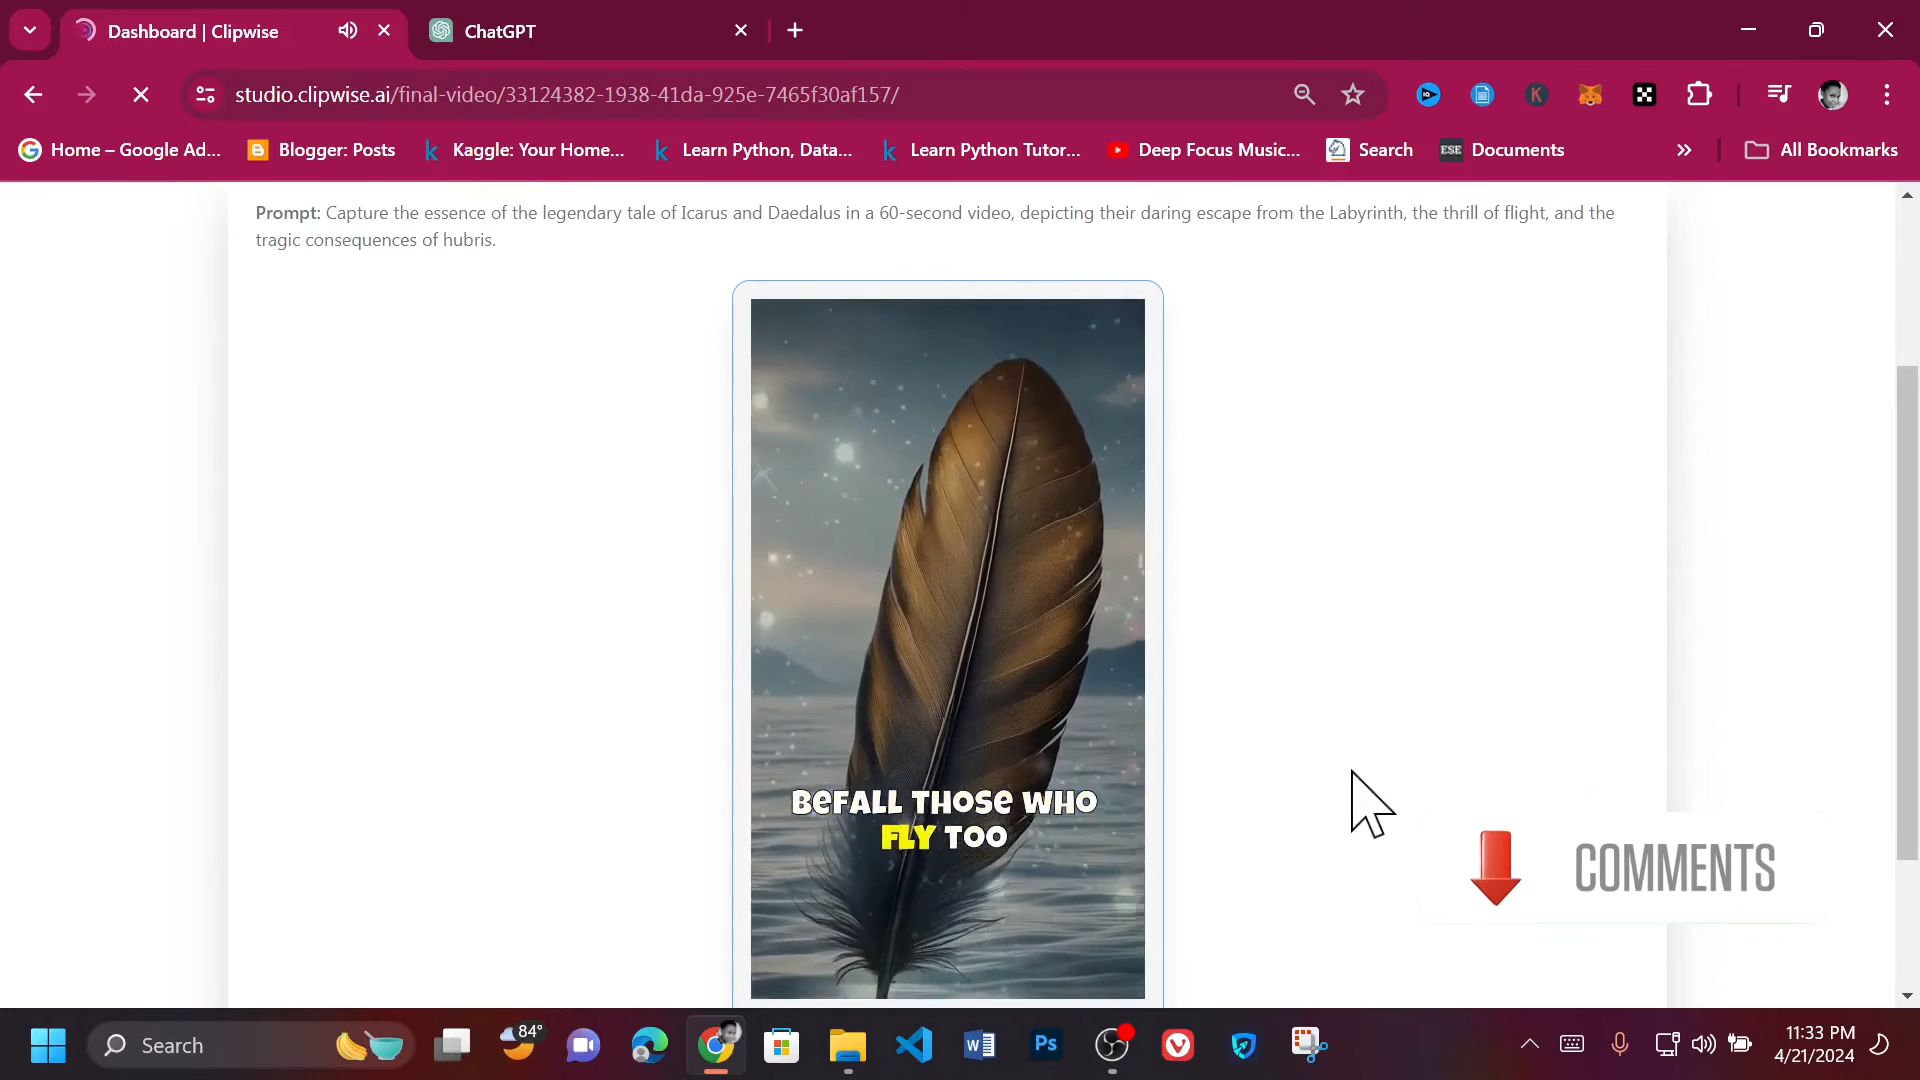 Dashboard | Clipwise
ChatGPT
studio.clipwise.ai/final-video/33124382-1938-41da-925e-7465f30af157/
Home – Google Ad...
Blogger: Posts
Kaggle: Your Home...
Learn Python, Data...
Learn Python Tutor...
Deep Focus Music...
Search
ESE Documents
All Bookmarks
Prompt: Capture the essence of the legendary tale of Icarus and Daedalus in a 60-second video, depicting their daring escape from the Labyrinth, the thrill of flight, and the
tragic consequences of hubris.
BEFALL THOSE WHO
FLY TOO
COMMENTS
Search
84°
Ps
11:33 PM
4/21/2024